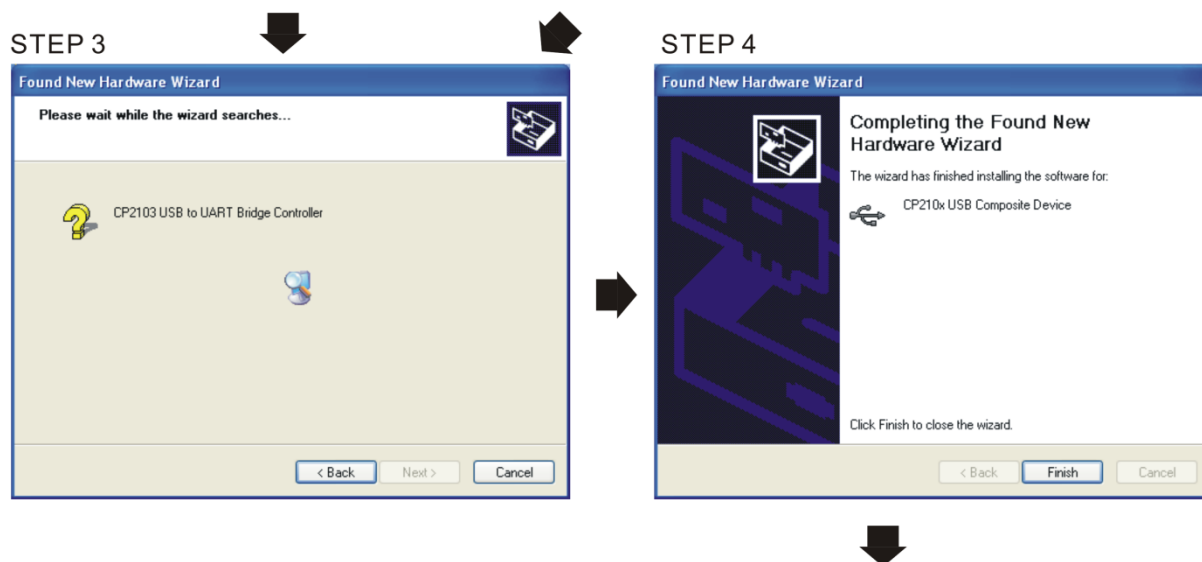 STEP 3
Found New Hardware Wizard
Please wait while the wizard searches...
CP2103 USB to UART Bridge Controller
< Back
Next >
Cancel
STEP 4
Found New Hardware Wizard
Completing the Found New
Hardware Wizard
The wizard has finished installing the software for:
CP210x USB Composite Device
Click Finish to close the wizard.
< Back
Finish
Cancel